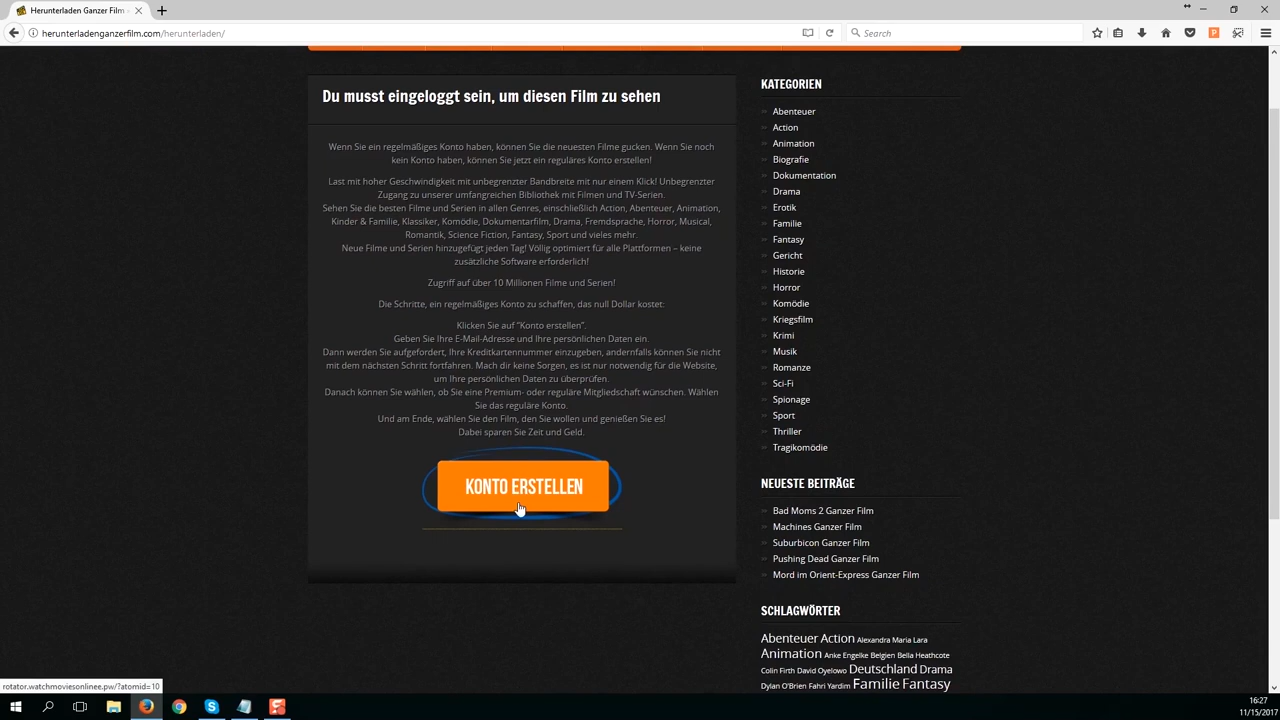 Herunterladen Ganzer Film -
herunterladenganzerfilm.com/herunterladen/
Search
Du musst eingeloggt sein, um diesen Film zu sehen
Wenn Sie ein regelmäßiges Konto haben, können Sie die neuesten Filme gucken. Wenn Sie noch
kein Konto haben, können Sie jetzt ein reguläres Konto erstellen!
Last mit hoher Geschwindigkeit mit unbegrenzter Bandbreite mit nur einem Klick! Unbegrenzter
Zugang zu unserer umfangreichen Bibliothek mit Filmen und TV-Serien.
Sehen Sie die besten Filme und Serien in allen Genres, einschließlich Action, Abenteuer, Animation,
Kinder & Familie, Klassiker, Komödie, Dokumentarfilm, Drama, Fremdsprache, Horror, Musical,
Romantik, Science Fiction, Fantasy, Sport und vieles mehr.
Neue Filme und Serien hinzugefügt jeden Tag! Völlig optimiert für alle Plattformen – keine
zusätzliche Software erforderlich!
Zugriff auf über 10 Millionen Filme und Serien!
Die Schritte, ein regelmäßiges Konto zu schaffen, das null Dollar kostet:
Klicken Sie auf "Konto erstellen".
Geben Sie Ihre E-Mail-Adresse und Ihre persönlichen Daten ein.
Dann werden Sie aufgefordert, Ihre Kreditkartennummer einzugeben, andernfalls können Sie nicht
mit dem nächsten Schritt fortfahren. Mach dir keine Sorgen, es ist nur notwendig für die Website,
um Ihre persönlichen Daten zu überprüfen.
Danach können Sie wählen, ob Sie eine Premium- oder reguläre Mitgliedschaft wünschen. Wählen
Sie das reguläre Konto.
Und am Ende, wählen Sie den Film, den Sie wollen und genießen Sie es!
Dabei sparen Sie Zeit und Geld.
KONTO ERSTELLEN
KATEGORIEN
Abenteuer
Action
Animation
Biografie
Dokumentation
Drama
Erotik
Familie
Fantasy
Gericht
Historie
Horror
Komödie
Kriegsfilm
Krimi
Musik
Romanze
Sci-Fi
Spionage
Sport
Thriller
Tragikomödie
NEUESTE BEITRÄGE
Bad Moms 2 Ganzer Film
Machines Ganzer Film
Suburbicon Ganzer Film
Pushing Dead Ganzer Film
Mord im Orient-Express Ganzer Film
SCHLAGWÖRTER
Abenteuer Action Alexandra Maria Lara
Animation Anke Engelke Belgien Bella Heathcote
Colin Firth David Oyelowo Deutschland Drama
Dylan O'Brien Fahri Yardim Familie Fantasy
rotator.watchmoviesonlinee.pw/?atomid=10
16:27
11/15/2017